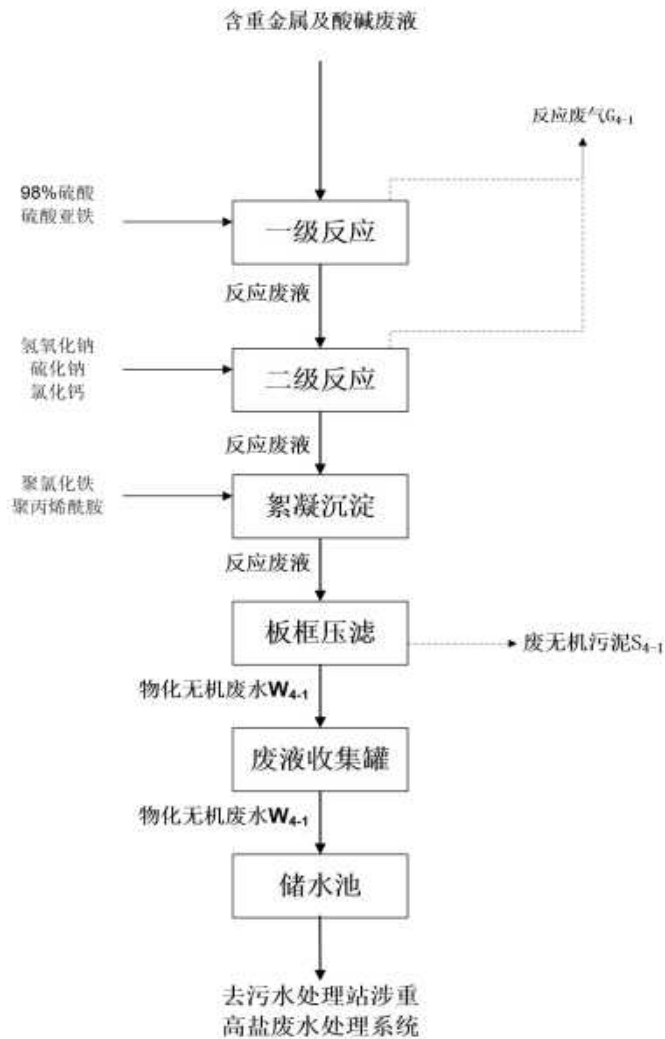 含重金属及酸碱废液
反应废气G₄₋₁
98%硫酸
硫酸亚铁
一级反应
反应废液
氢氧化钠
硫化钠
氯化钙
二级反应
反应废液
聚氯化铁
聚丙烯酰胺
絮凝沉淀
反应废液
板框压滤
废无机污泥S₄₋₁
物化无机废水W₄₋₁
废液收集罐
物化无机废水W₄₋₁
储水池
去污水处理站涉重
高盐废水处理系统